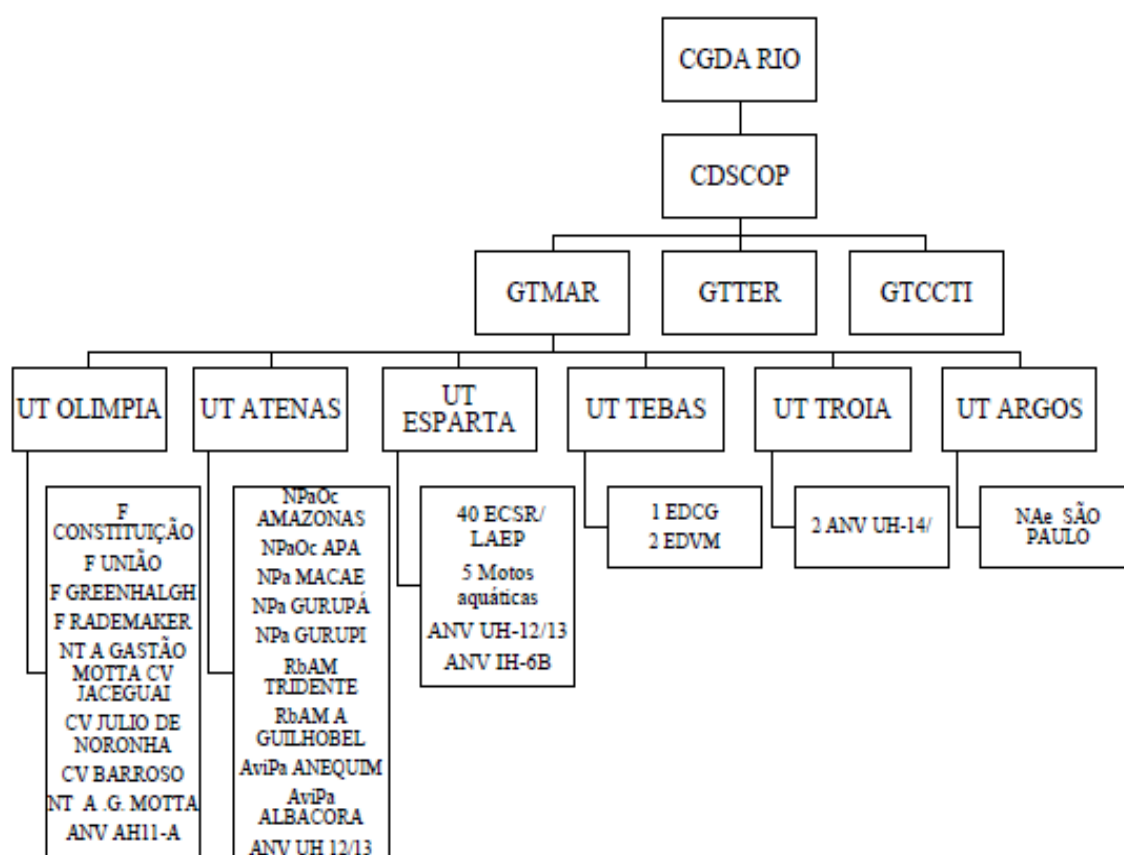 CGDA RIO
CDSCOP
GTMAR
GTTER
GTCCTI
UT OLIMPIA
UT ATENAS
UT
ESPARTA
UT TEBAS
UT TROIA
UT ARGOS
F
CONSTITUIÇÃO
F UNIÃO
F GREENHALGH
F RADEMAKER
NT A GASTÃO
MOTTA CV
JACEGUAI
CV JULIO DE
NORONHA
CV BARROSO
NT A .G. MOTTA
ANV AH11-A
NPaOc
AMAZONAS
NPaOc APA
NPa MACAE
NPa GURUPÁ
NPa GURUPI
RbAM
TRIDENTE
RbAM A
GUILHOBEL
AviPa ANEQUIM
AviPa
ALBACORA
ANV UH 12/13
40 ECSR/
LAEP
5 Motos
aquáticas
ANV UH-12/13
ANV IH-6B
1 EDCG
2 EDVM
2 ANV UH-14/
NAe SÃO
PAULO